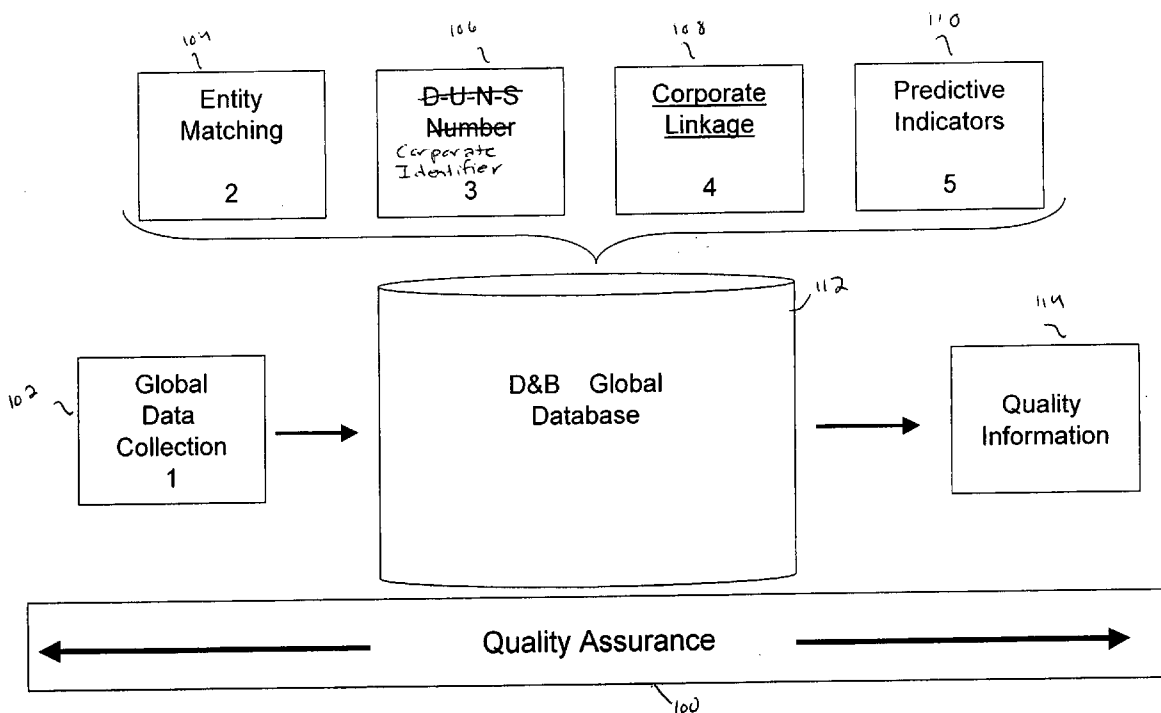 104
106
108
110
Entity
Matching
2
D-U-N-S
Number
Corporate
Identifier
3
Corporate
Linkage
4
Predictive
Indicators
5
112
114
102
Global
Data
Collection
1
D&B Global
Database
Quality
Information
Quality Assurance
100